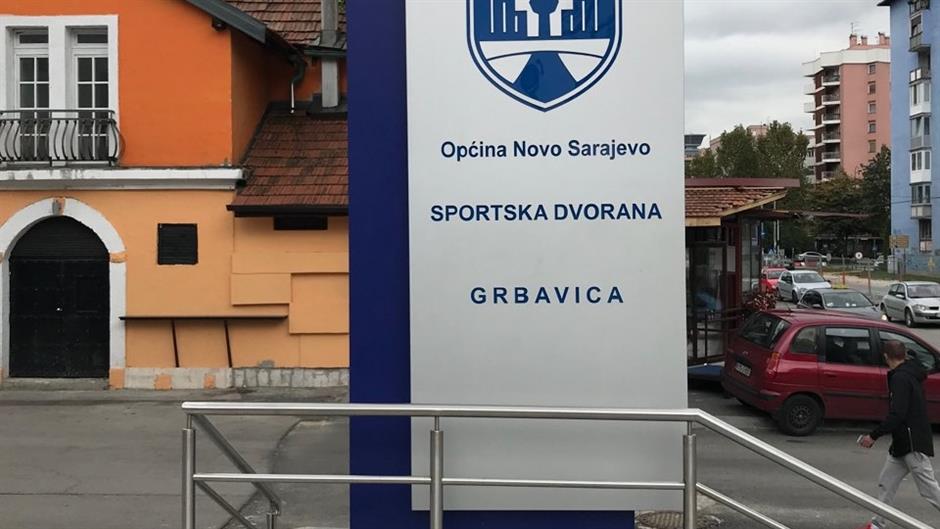 Općina Novo Sarajevo
SPORTSKA DVORANA
GRBAVICA